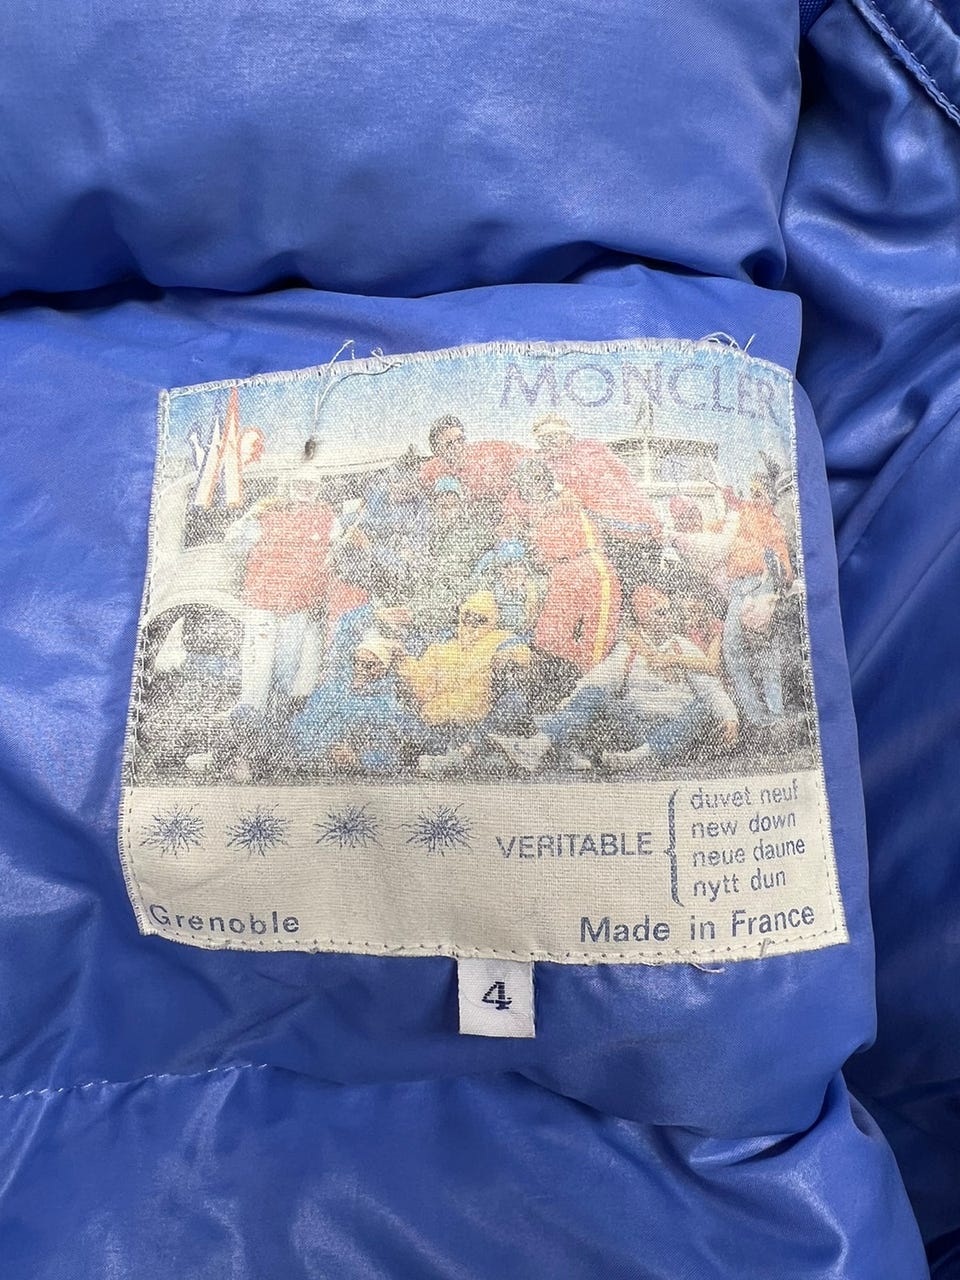 MONCLER
VERITABLE
duvet neuf
new down
neue daune
nytt dun
Grenoble
Made in France
4